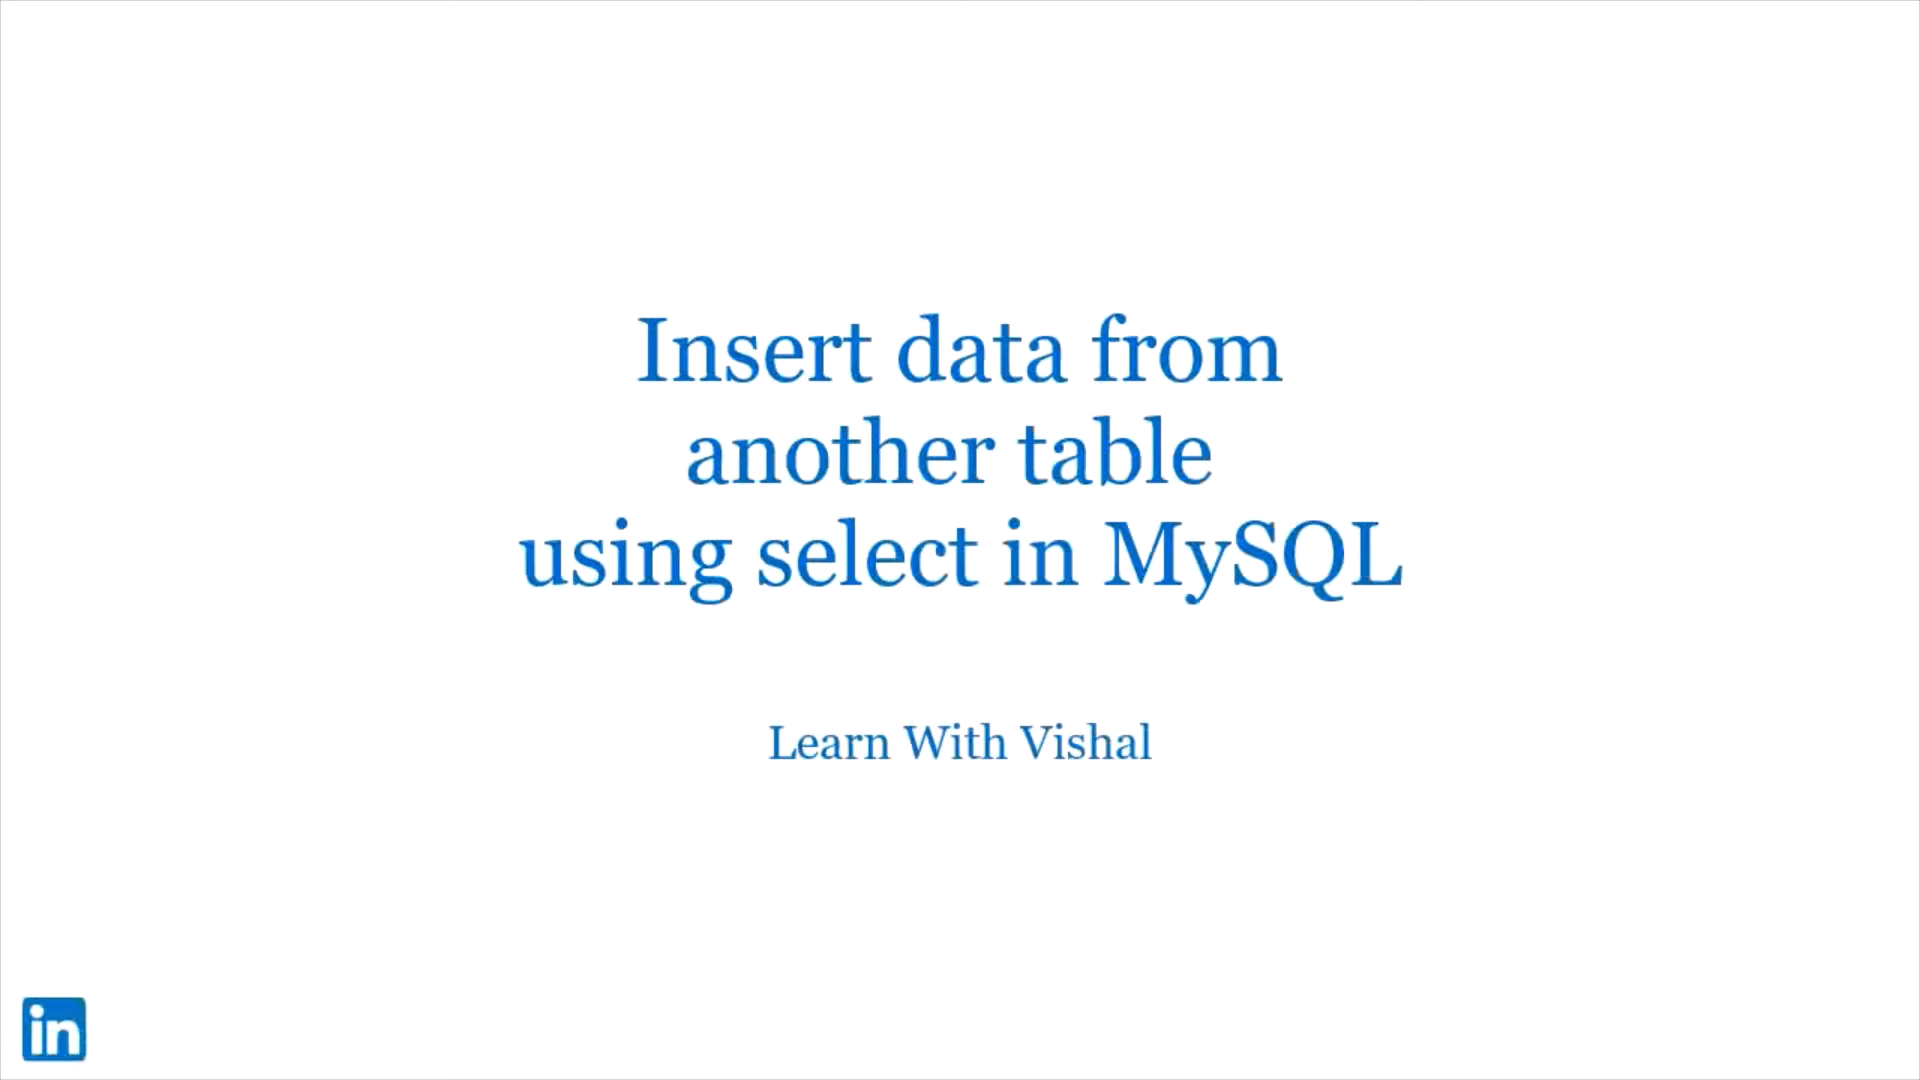 Insert data from
another table
using select in MySQL
Learn With Vishal
in